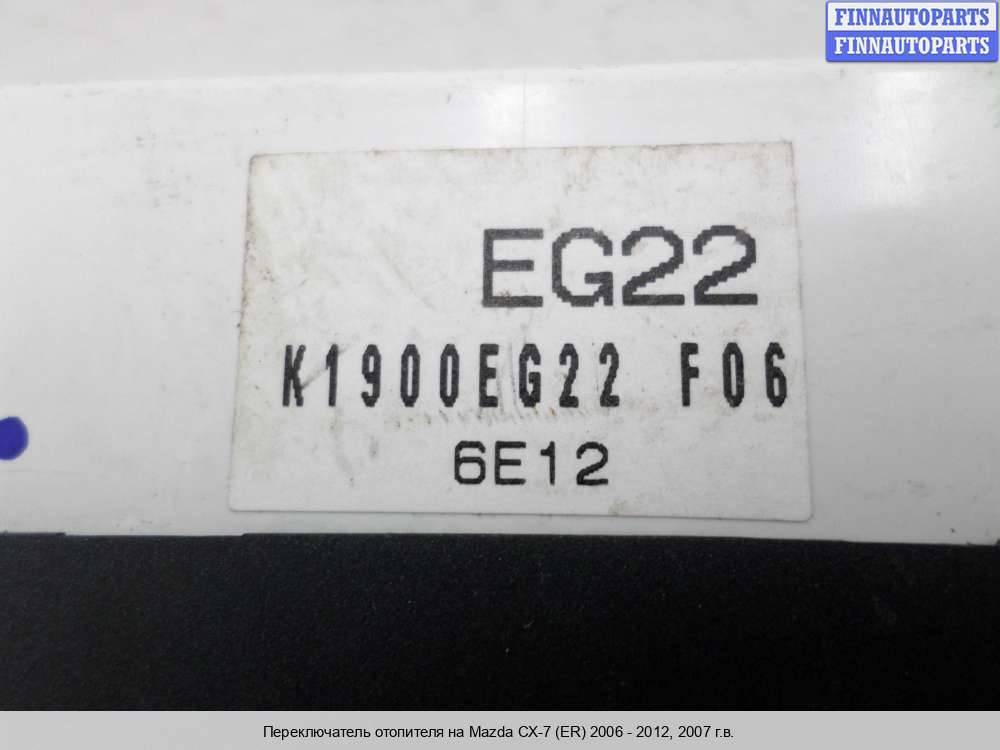 FINNAUTOPARTS
FINNAUTOPARTS
EG22
K1900EG22 F06
6E12
Переключатель отопителя на Mazda CX-7 (ER) 2006 - 2012, 2007 г.в.